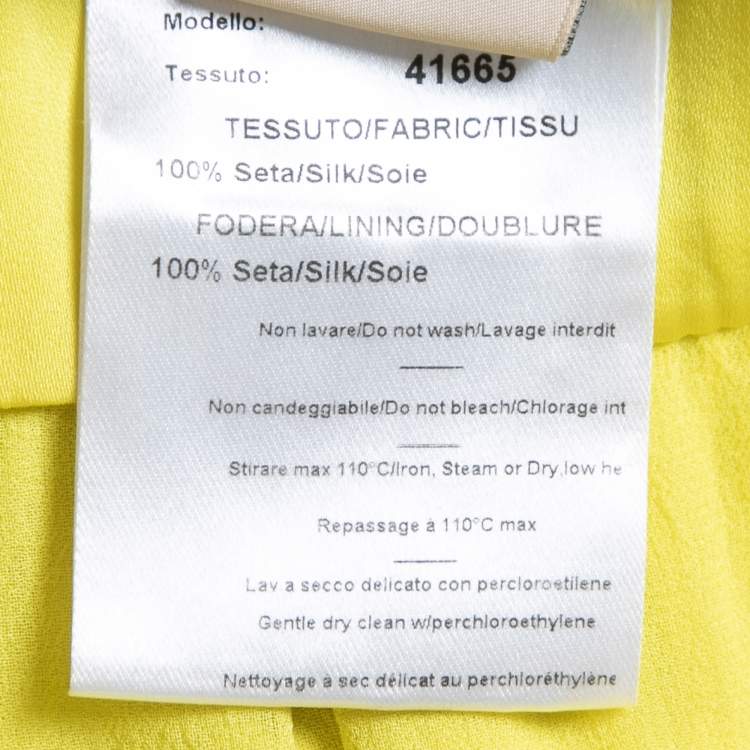 Modello:
Tessuto: 41665
TESSUTO/FABRIC/TISSU
100% Seta/Silk/Soie
FODERA/LINING/DOUBLURE
100% Seta/Silk/Soie
Non lavare/Do not wash/Lavage interdit
Non candeggiabile/Do not bleach/Chlorage int
Stirare max 110°C/Iron, Steam or Dry,low he
Repassage à 110°C max
Lav a secco delicato con percloroetilene
Gentle dry clean w/perchloroethylene
Nettoyage à sec délicat au perchloréthylène